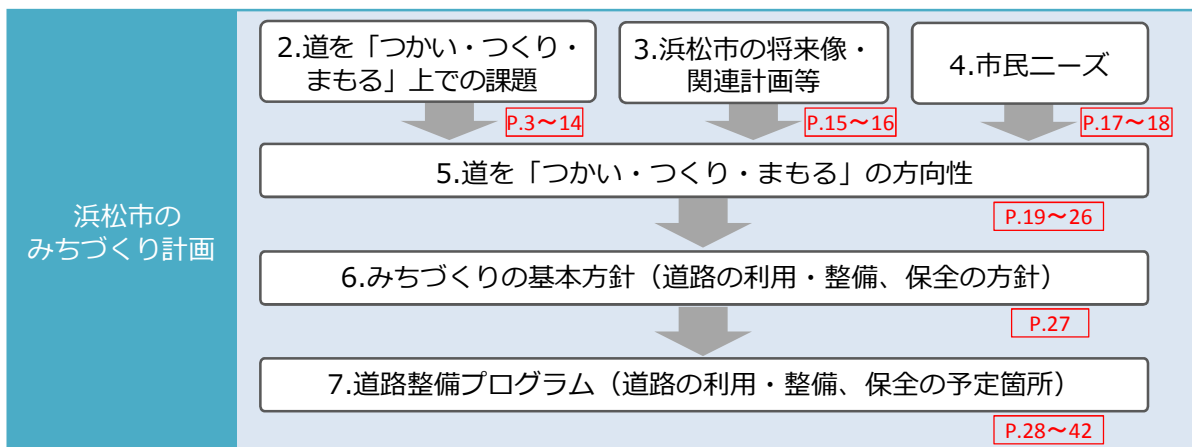 浜松市の
みちづくり計画
2.道を「つかい・つくり・
まもる」上での課題
P.3～14
3.浜松市の将来像・
関連計画等
P.15～16
4.市民ニーズ
P.17～18
5.道を「つかい・つくり・まもる」の方向性
P.19～26
6.みちづくりの基本方針（道路の利用・整備、保全の方針）
P.27
7.道路整備プログラム（道路の利用・整備、保全の予定箇所）
P.28～42